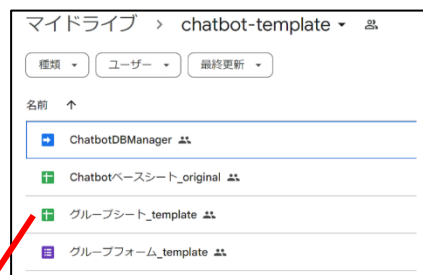 マイドライブ > chatbot-template
種類 ユーザー 最終更新
名前 ↑
ChatbotDBManager
Chatbotベースシート_original
グループシート_template
グループフォーム_template